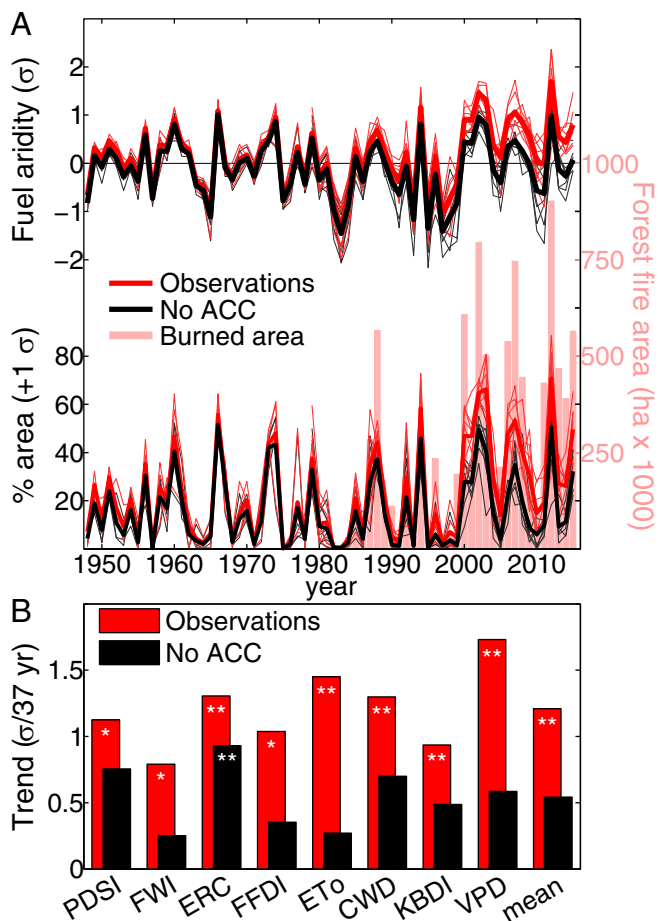 A
Fuel aridity (σ)
2
1
0
−1
−2
1000
750
500
250
Forest fire area (ha x 1000)
Observations
No ACC
Burned area
% area (+1 σ)
80
60
40
20
1950 1960 1970 1980 1990 2000 2010
year
B
Observations
No ACC
Trend (σ/37 yr)
1.5
1
0.5
0
* * ** * ** ** ** ** **
**
PDSI FWI ERC FFDI ETo CWD KBDI VPD mean